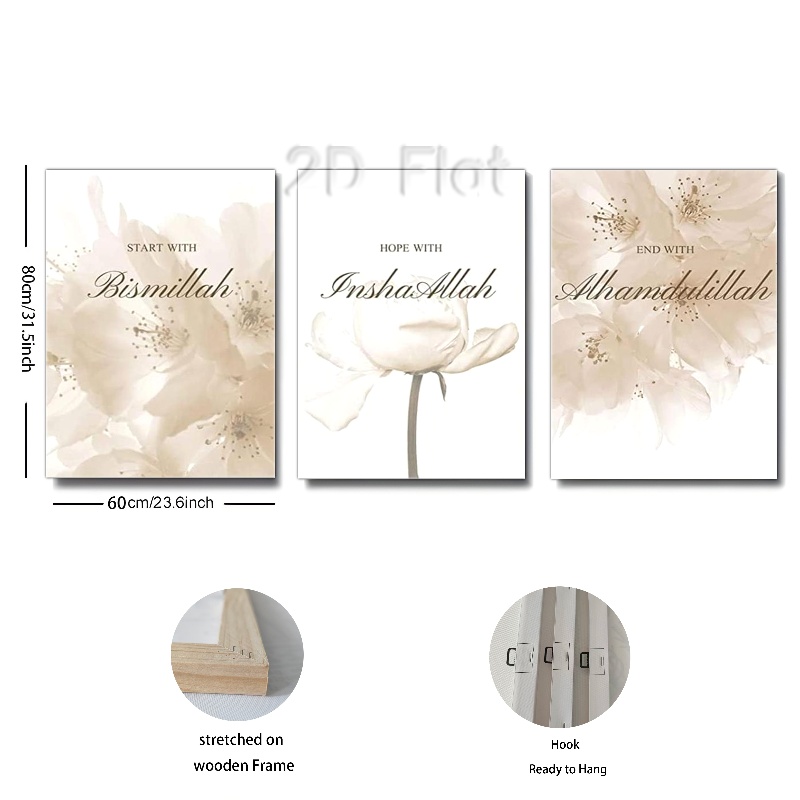 2D Flat
START WITH
Bismillah
HOPE WITH
InshaAllah
END WITH
Alhamdulillah
80cm/31.5inch
60cm/23.6inch
stretched on
wooden Frame
Hook
Ready to Hang